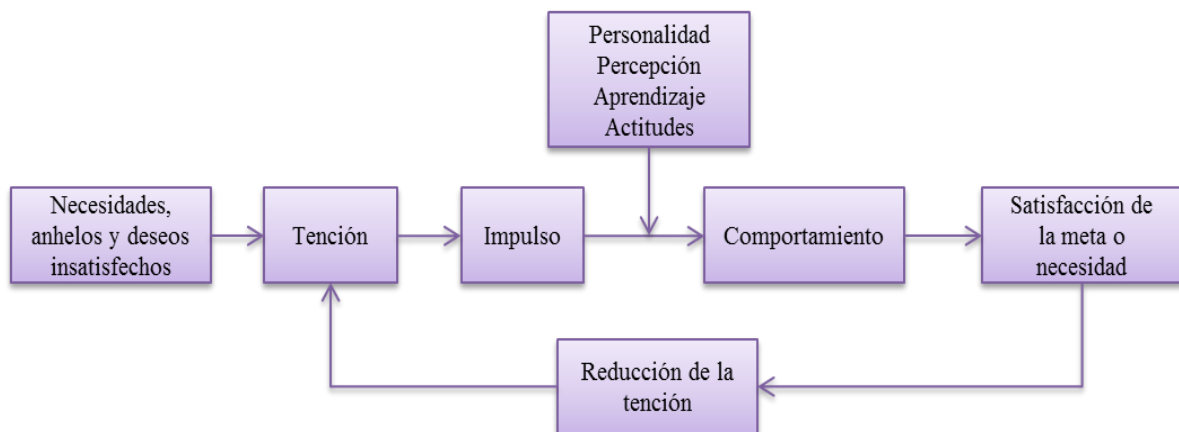 Personalidad
Percepción
Aprendizaje
Actitudes
Necesidades,
anhelos y deseos
insatisfechos
Tención
Impulso
Comportamiento
Satisfacción de
la meta o
necesidad
Reducción de la
tención